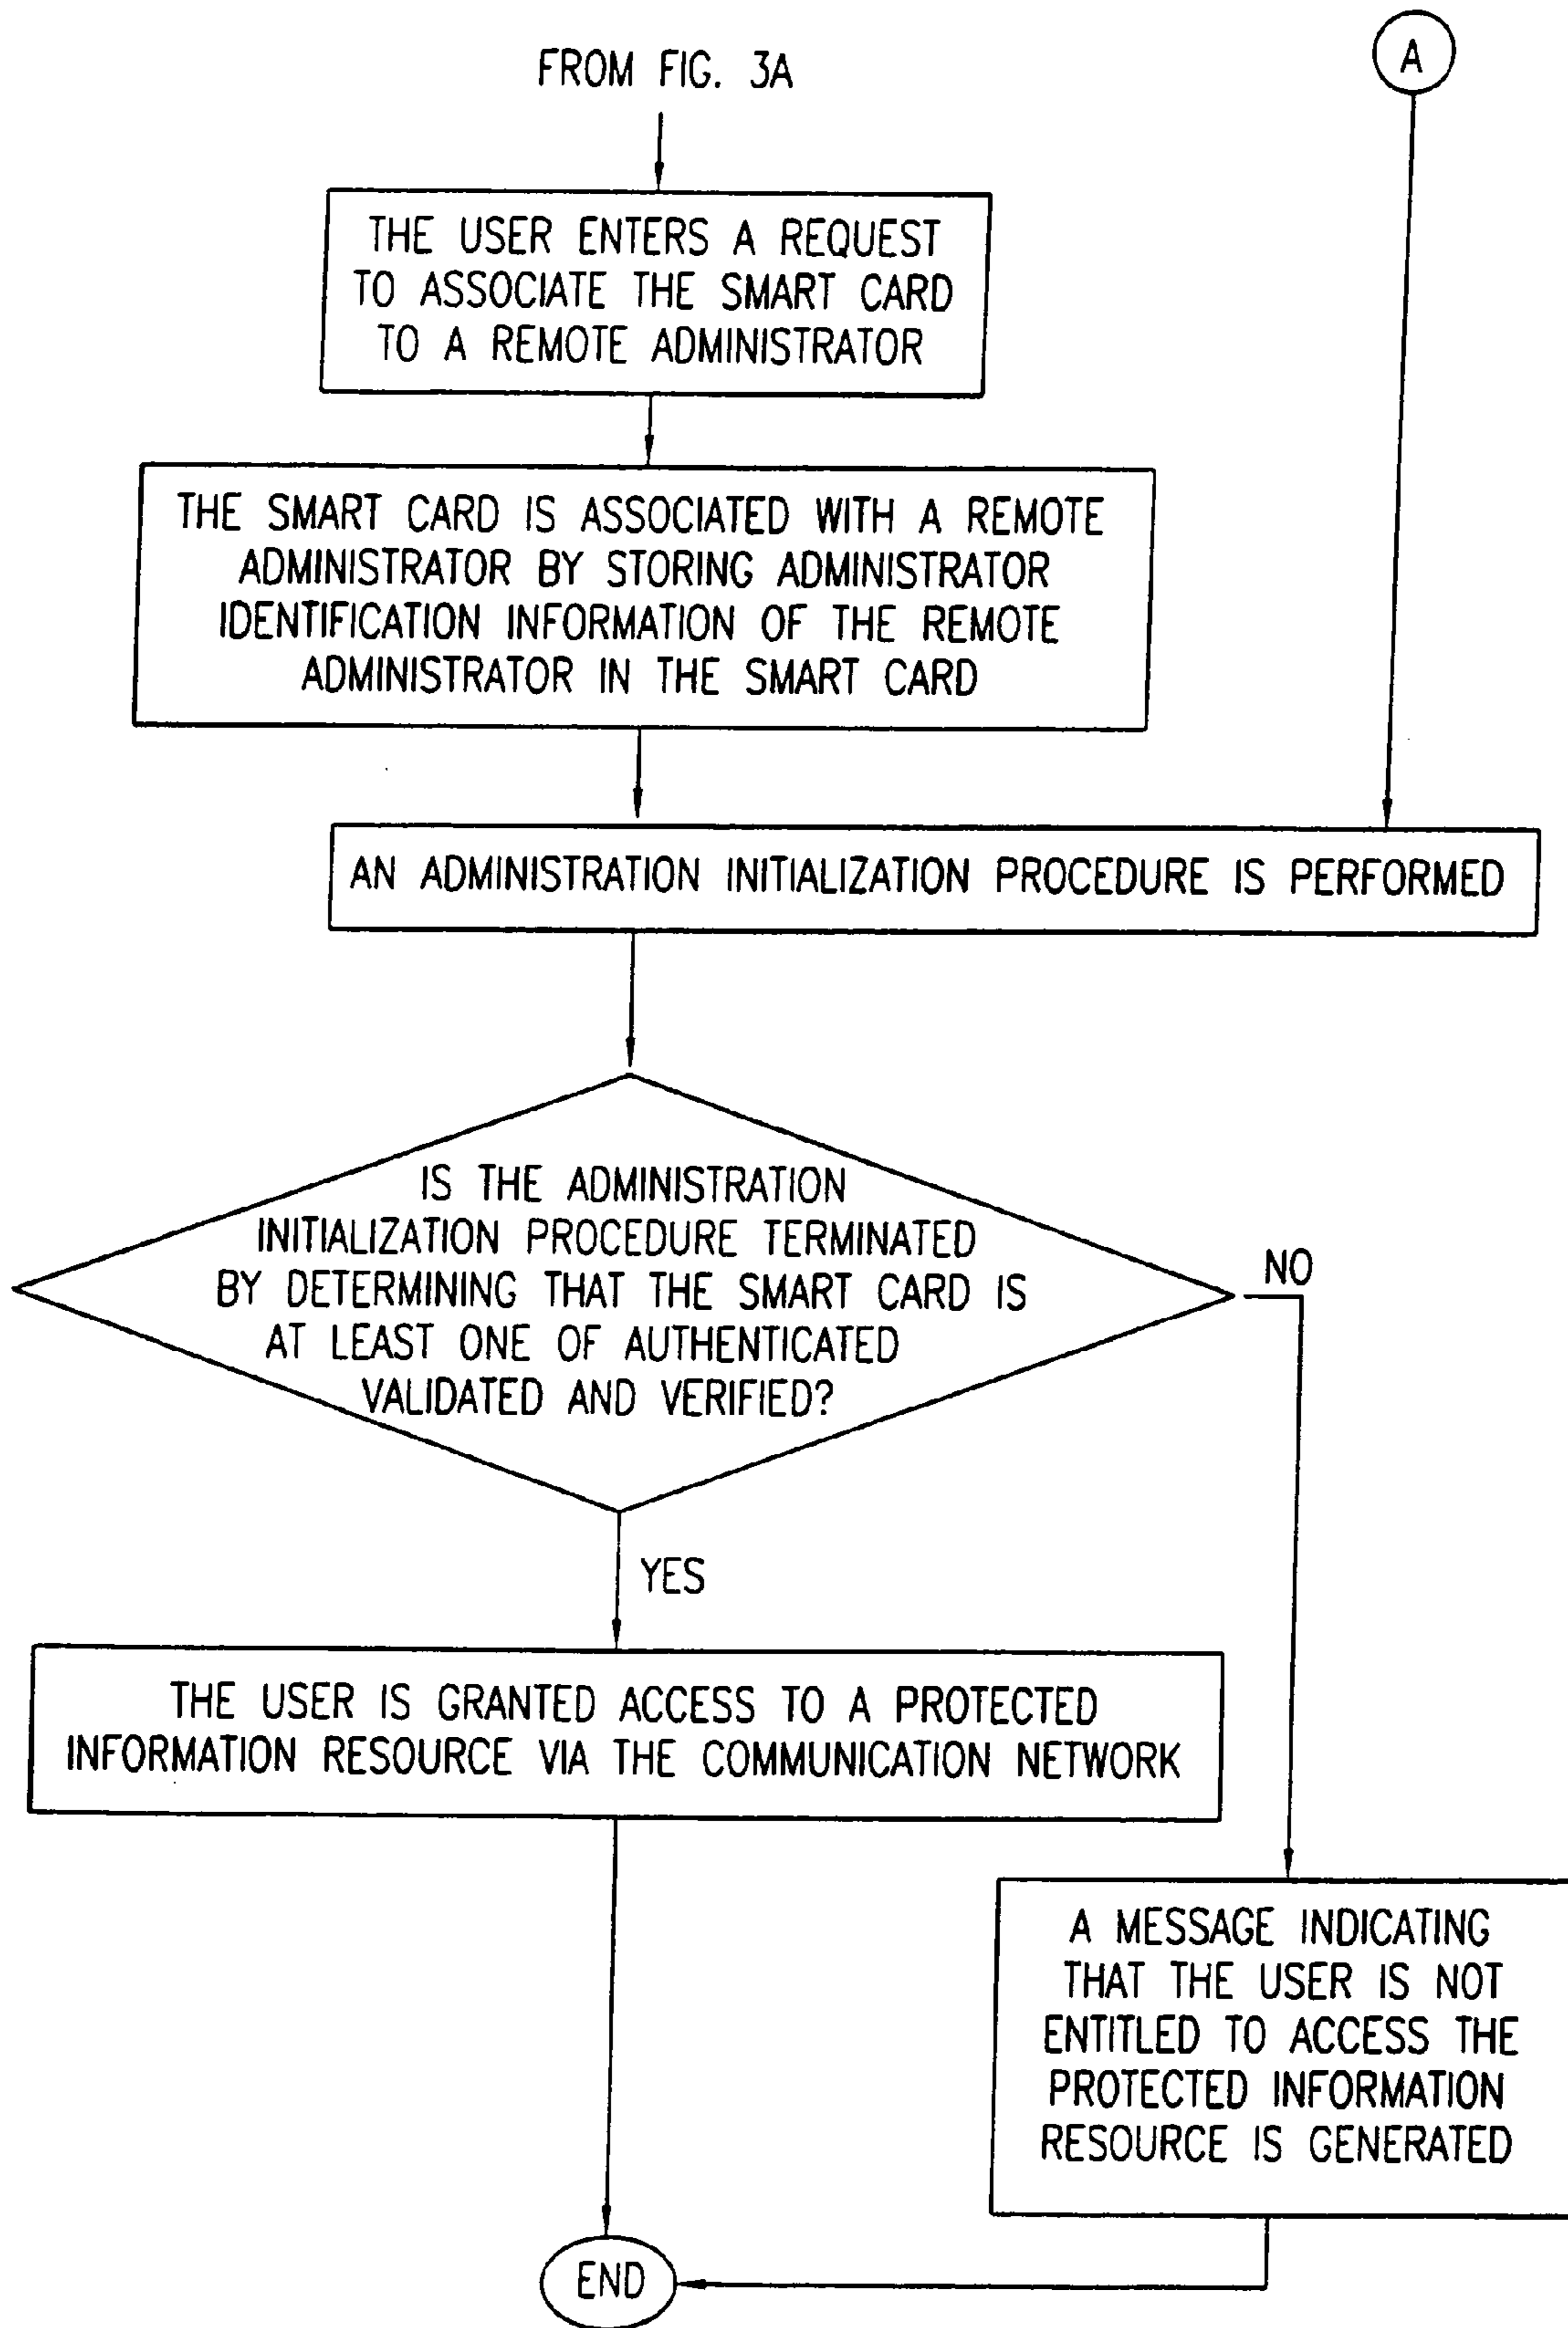 FROM FIG. 3A
A
THE USER ENTERS A REQUEST
TO ASSOCIATE THE SMART CARD
TO A REMOTE ADMINISTRATOR
THE SMART CARD IS ASSOCIATED WITH A REMOTE
ADMINISTRATOR BY STORING ADMINISTRATOR
IDENTIFICATION INFORMATION OF THE REMOTE
ADMINISTRATOR IN THE SMART CARD
AN ADMINISTRATION INITIALIZATION PROCEDURE IS PERFORMED
IS THE ADMINISTRATION
INITIALIZATION PROCEDURE TERMINATED
BY DETERMINING THAT THE SMART CARD IS
AT LEAST ONE OF AUTHENTICATED
VALIDATED AND VERIFIED?
NO
YES
THE USER IS GRANTED ACCESS TO A PROTECTED
INFORMATION RESOURCE VIA THE COMMUNICATION NETWORK
A MESSAGE INDICATING
THAT THE USER IS NOT
ENTITLED TO ACCESS THE
PROTECTED INFORMATION
RESOURCE IS GENERATED
END